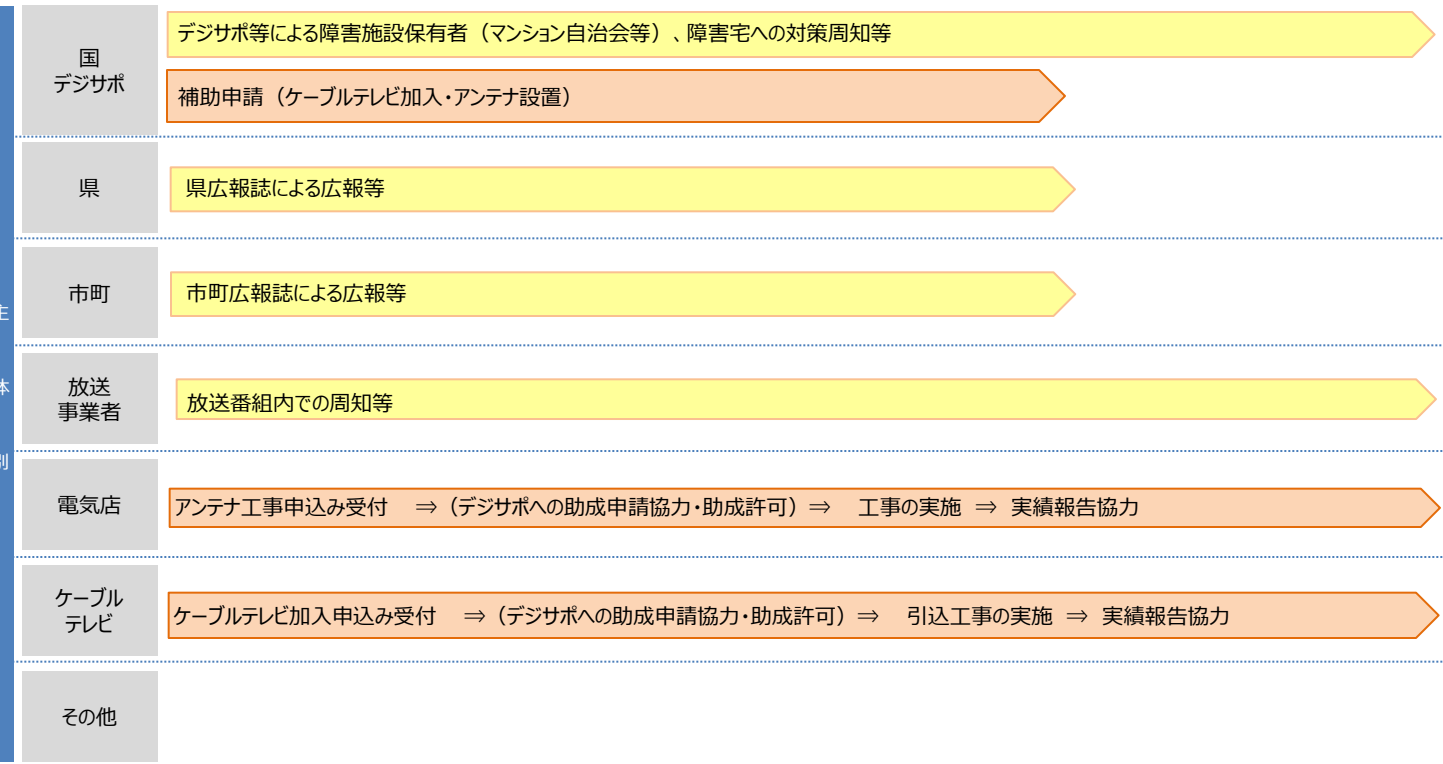 国
デジサポ
デジサポ等による障害施設保有者（マンション自治会等）、障害宅への対策周知等
補助申請（ケーブルテレビ加入・アンテナ設置）
県
県広報誌による広報等
市町
市町広報誌による広報等
主
体
別
放送
事業者
放送番組内での周知等
電気店
アンテナ工事申込み受付　⇒（デジサポへの助成申請協力・助成許可）⇒　工事の実施 ⇒ 実績報告協力
ケーブル
テレビ
ケーブルテレビ加入申込み受付　⇒（デジサポへの助成申請協力・助成許可）⇒　引込工事の実施 ⇒ 実績報告協力
その他